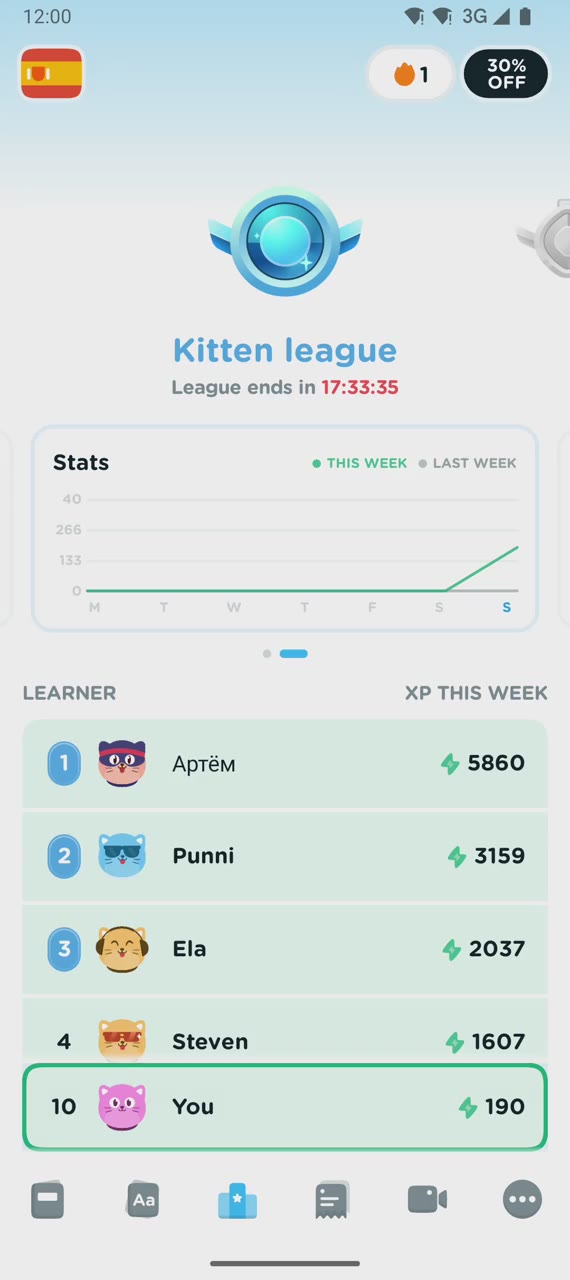 12:00
3G
1
30%
OFF
Kitten league
League ends in 17:33:35
Stats
THIS WEEK
LAST WEEK
40
266
133
0
M T W T F S S
LEARNER
XP THIS WEEK
1 Артём 5860
2 Punni 3159
3 Ela 2037
4 Steven 1607
10 You 190
Aa